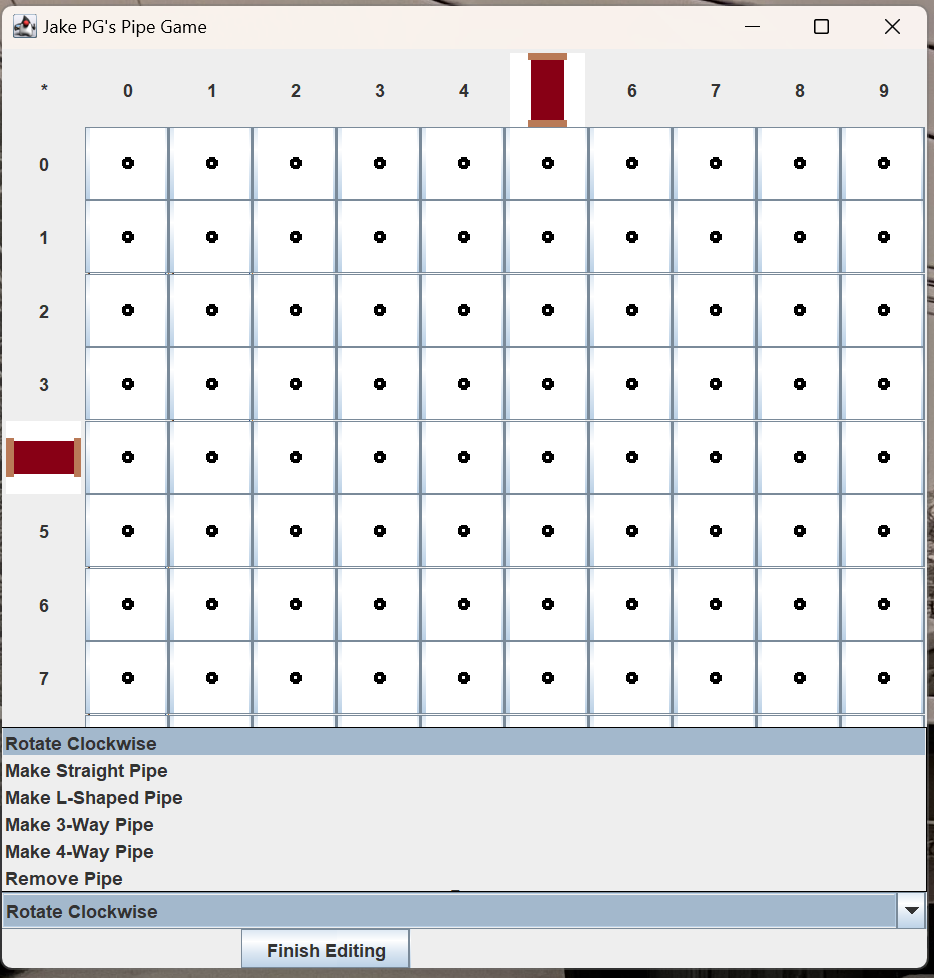 Jake PG's Pipe Game
* 0 1 2 3 4 6 7 8 9
0
1
2
3
5
6
7
Rotate Clockwise
Make Straight Pipe
Make L-Shaped Pipe
Make 3-Way Pipe
Make 4-Way Pipe
Remove Pipe
Rotate Clockwise
Finish Editing